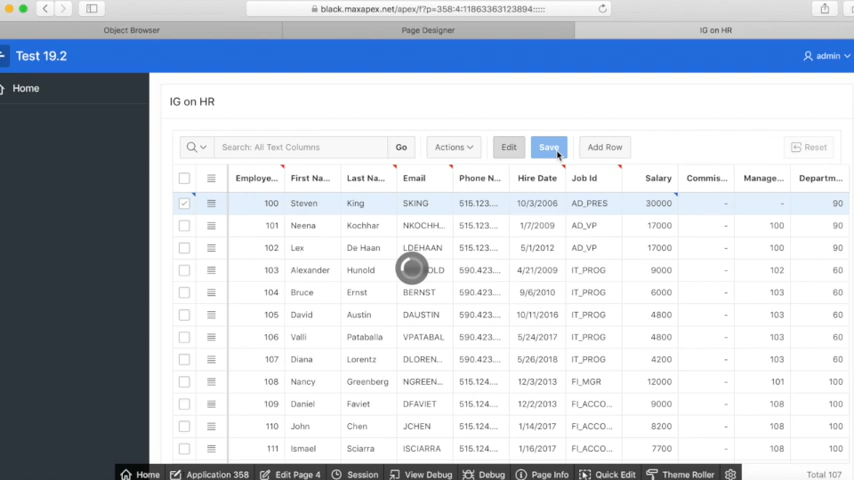 black.maxapex.net/apex/f?p=358:4:11863363123894:::::
Object Browser Page Designer IG on HR
Test 19.2 admin
Home
IG on HR
Search: All Text Columns Go Actions Edit Save Add Row Reset
Employe... First Na... Last Na... Email Phone N... Hire Date Job Id Salary Commis... Manage... Departm...
100 Steven King SKING 515.123.... 10/3/2006 AD_PRES 30000 - - 90
101 Neena Kochhar NKOCHH... 515.123.... 1/7/2009 AD_VP 17000 - 100 90
102 Lex De Haan LDEHAAN 515.123.... 5/1/2012 AD_VP 17000 - 100 90
103 Alexander Hunold OLD 590.423.... 4/21/2009 IT_PROG 9000 - 102 60
104 Bruce Ernst BERNST 590.423.... 9/6/2010 IT_PROG 6000 - 103 60
105 David Austin DAUSTIN 590.423.... 10/11/2016 IT_PROG 4800 - 103 60
106 Valli Pataballa VPATABAL 590.423.... 5/24/2017 IT_PROG 4800 - 103 60
107 Diana Lorentz DLOREN... 590.423.... 5/26/2018 IT_PROG 4200 - 103 60
108 Nancy Greenberg NGREEN... 515.124.... 12/3/2013 FI_MGR 12000 - 101 100
109 Daniel Faviet DFAVIET 515.124.... 12/2/2013 FI_ACCO... 9000 - 108 100
110 John Chen JCHEN 515.124.... 1/14/2017 FI_ACCO... 8200 - 108 100
111 Ismael Sciarra ISCIARRA 515.124.... 1/16/2017 FI_ACCO... 7700 - 108 100
Home Application 358 Edit Page 4 Session View Debug Debug Page Info Quick Edit Theme Roller Total 107